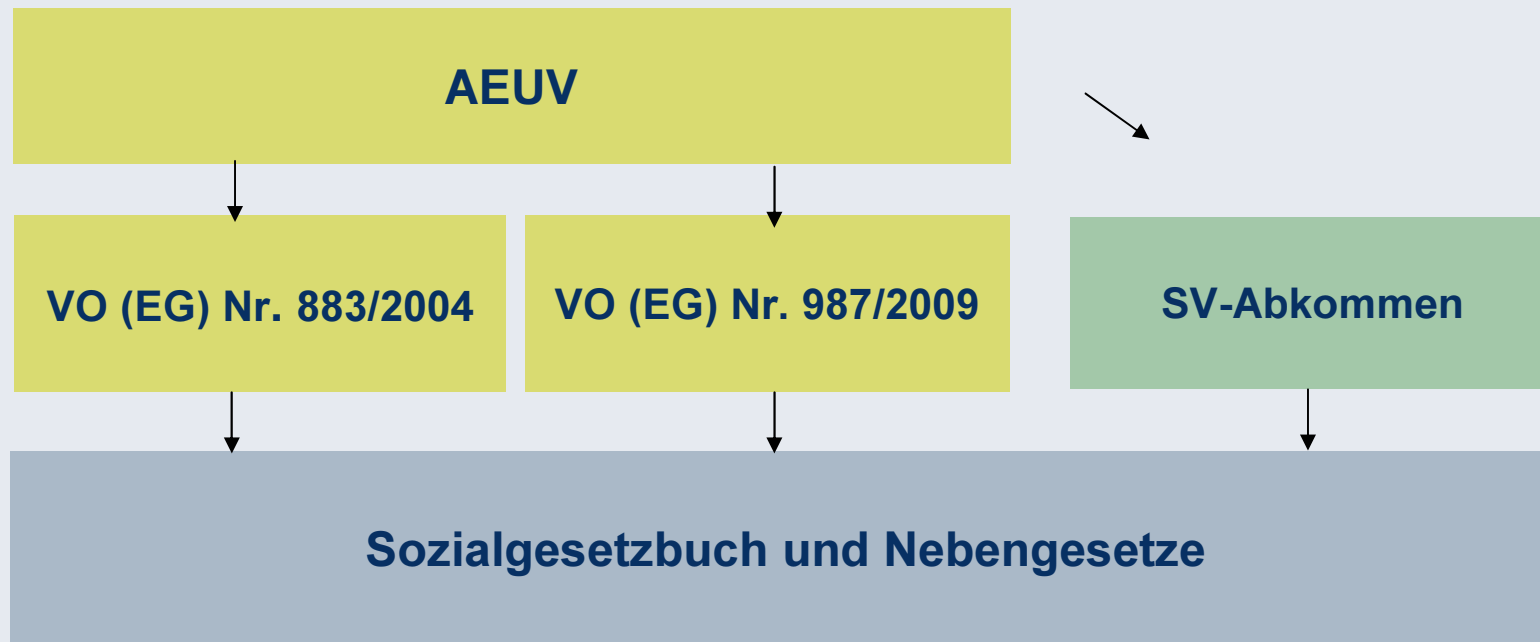 AEUV
VO (EG) Nr. 883/2004
VO (EG) Nr. 987/2009
SV-Abkommen
Sozialgesetzbuch und Nebengesetze